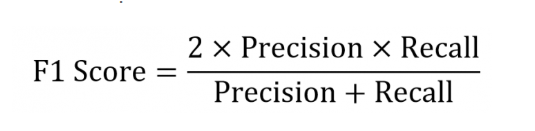 F1 Score = 2 × Precision × Recall
Precision + Recall